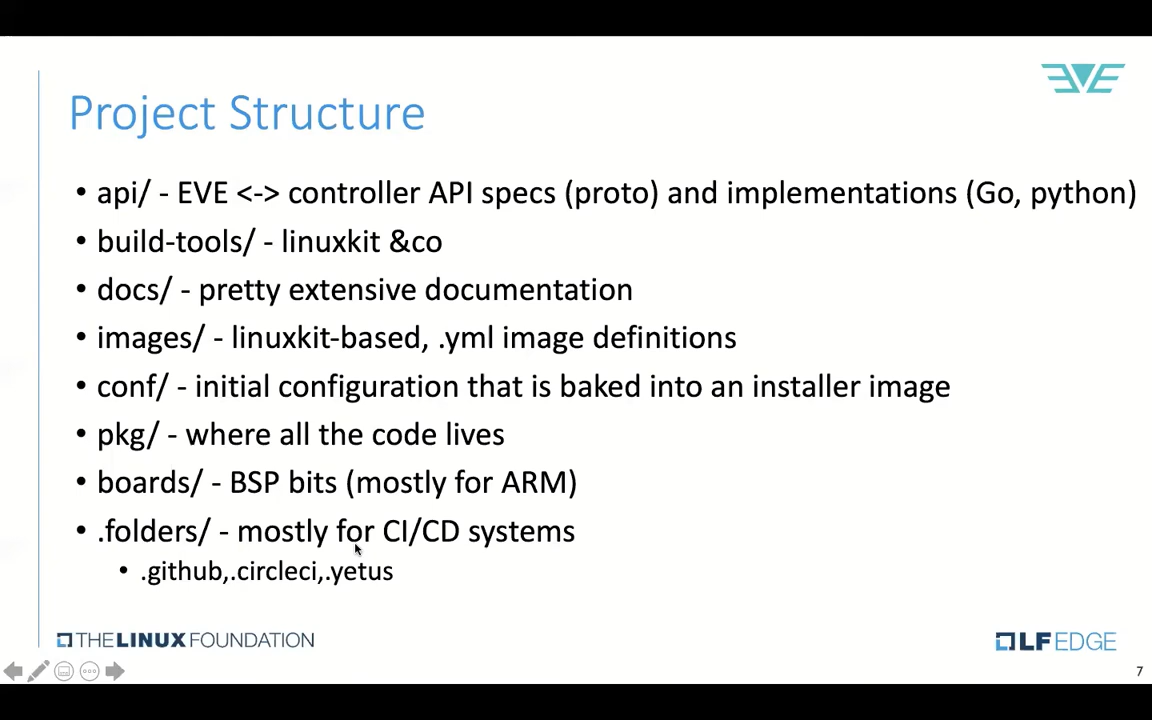 EVE
Project Structure
• api/ - EVE <-> controller API specs (proto) and implementations (Go, python)
• build-tools/ - linuxkit &co
• docs/ - pretty extensive documentation
• images/ - linuxkit-based, .yml image definitions
• conf/ - initial configuration that is baked into an installer image
• pkg/ - where all the code lives
• boards/ - BSP bits (mostly for ARM)
• .folders/ - mostly for CI/CD systems
• .github,.circleci,.yetus
THE LINUX FOUNDATION
LF EDGE
7